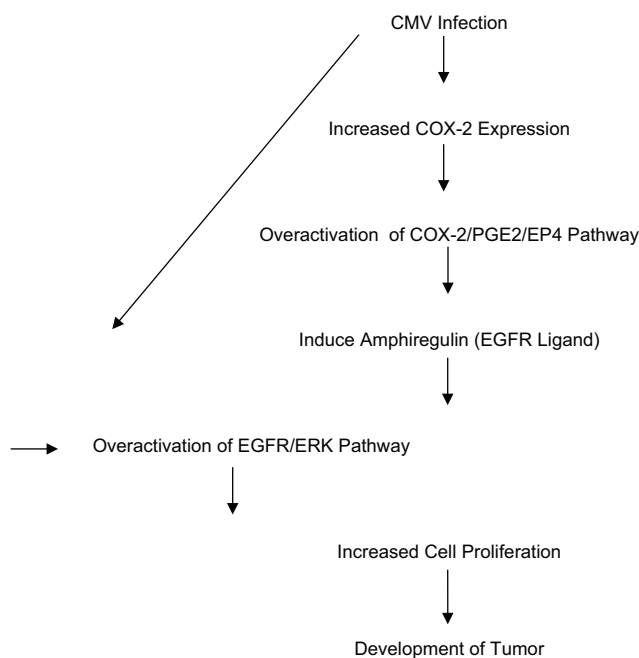 CMV Infection
Increased COX-2 Expression
Overactivation of COX-2/PGE2/EP4 Pathway
Induce Amphiregulin (EGFR Ligand)
Overactivation of EGFR/ERK Pathway
Increased Cell Proliferation
Development of Tumor